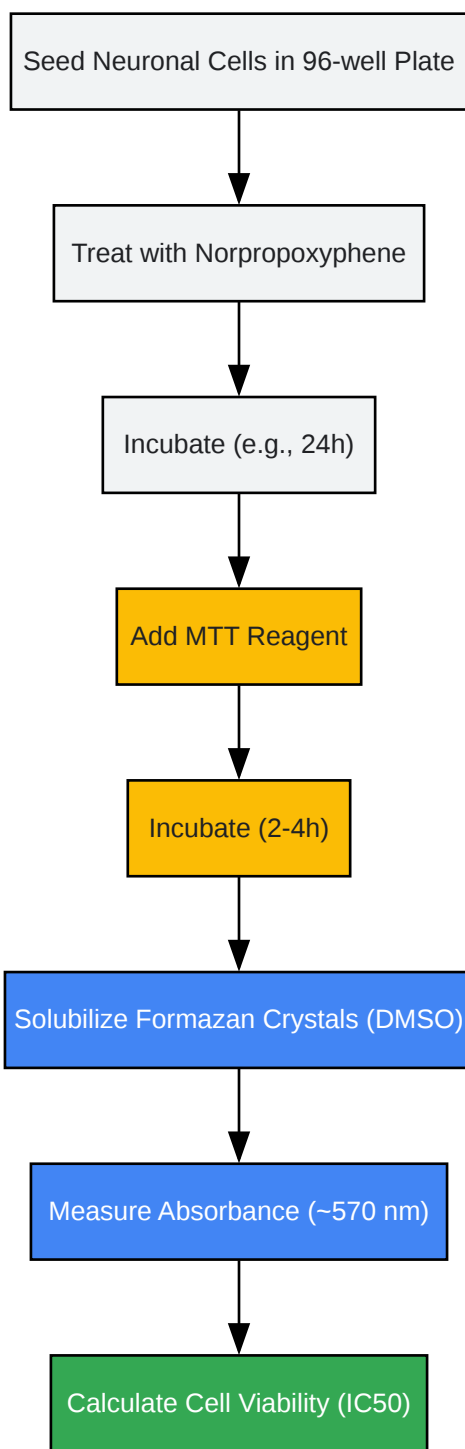 Seed Neuronal Cells in 96-well Plate
Treat with Norpropoxyphene
Incubate (e.g., 24h)
Add MTT Reagent
Incubate (2-4h)
Solubilize Formazan Crystals (DMSO)
Measure Absorbance (~570 nm)
Calculate Cell Viability (IC50)